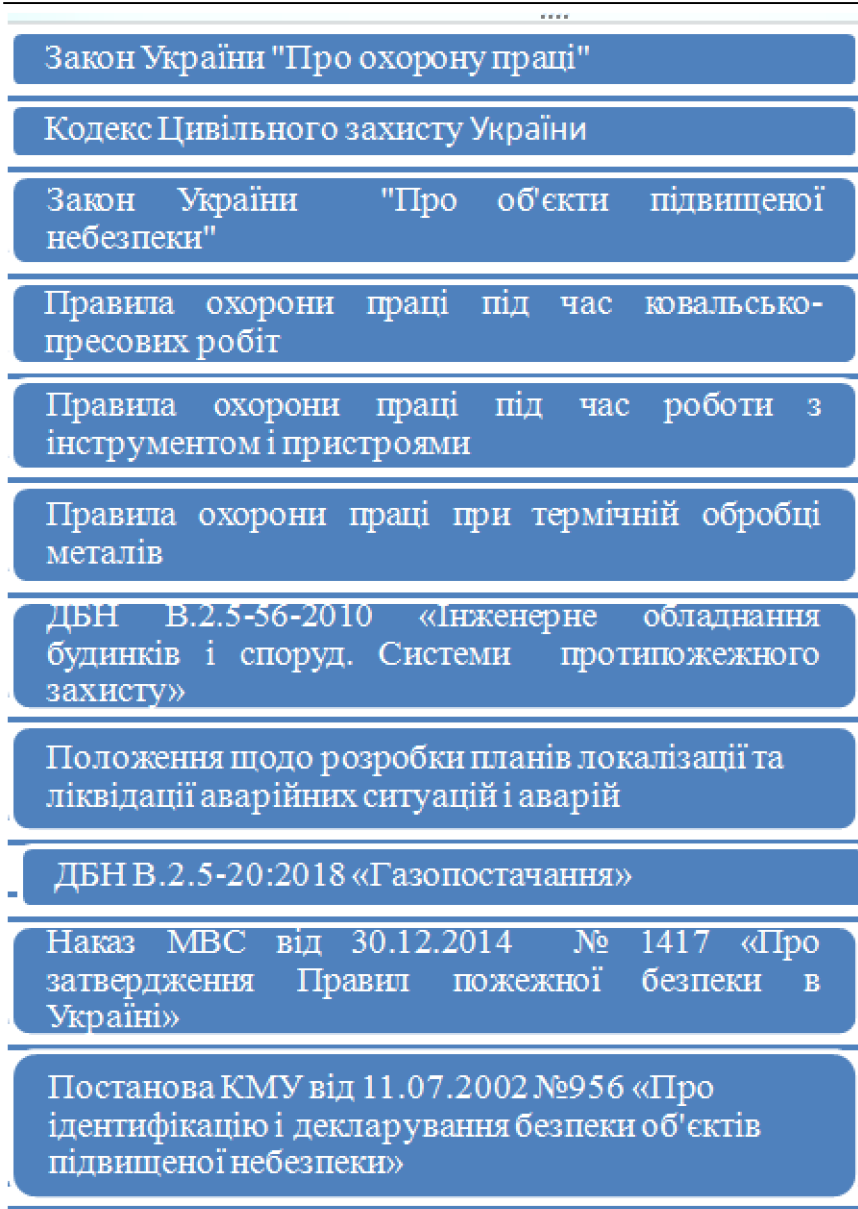 Закон України "Про охорону праці"
Кодекс Цивільного захисту України
Закон України "Про об'єкти підвищеної
небезпеки"
Правила охорони праці під час ковальсько-
пресових робіт
Правила охорони праці під час роботи з
інструментом і пристроями
Правила охорони праці при термічній обробці
металів
ДБН В.2.5-56-2010 «Інженерне обладнання
будинків і споруд. Системи протипожежного
захисту»
Положення щодо розробки планів локалізації та
ліквідації аварійних ситуацій і аварій
ДБН В.2.5-20:2018 «Газопостачання»
Наказ МВС від 30.12.2014 № 1417 «Про
затвердження Правил пожежної безпеки в
Україні»
Постанова КМУ від 11.07.2002 №956 «Про
ідентифікацію і декларування безпеки об'єктів
підвищеної небезпеки»